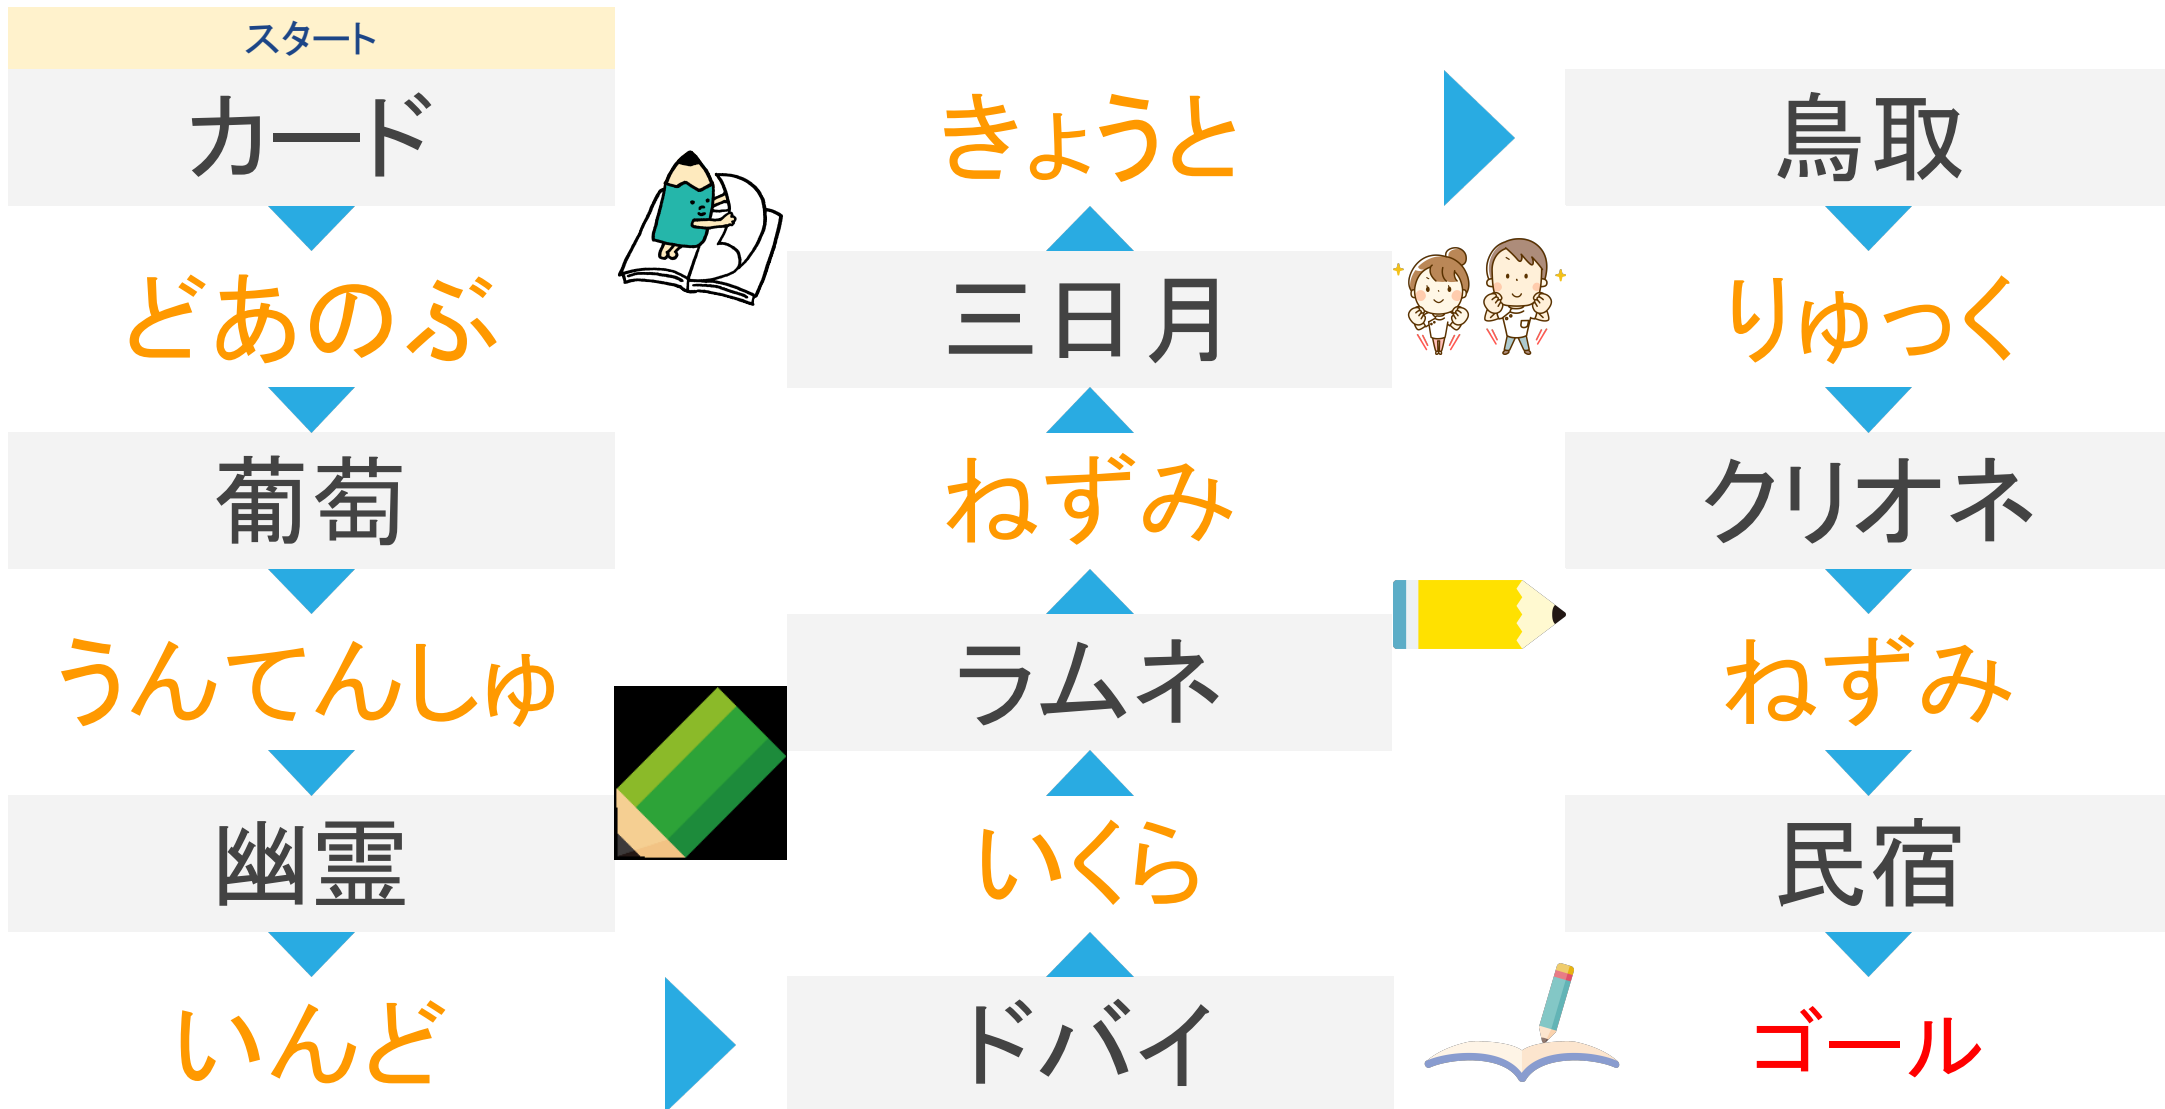 スタート
カード
どあのぶ
葡萄
うんてんしゅ
幽霊
いんど
ドバイ
いくら
ラムネ
ねずみ
三日月
きょうと
鳥取
りゅっく
クリオネ
ねずみ
民宿
ゴール